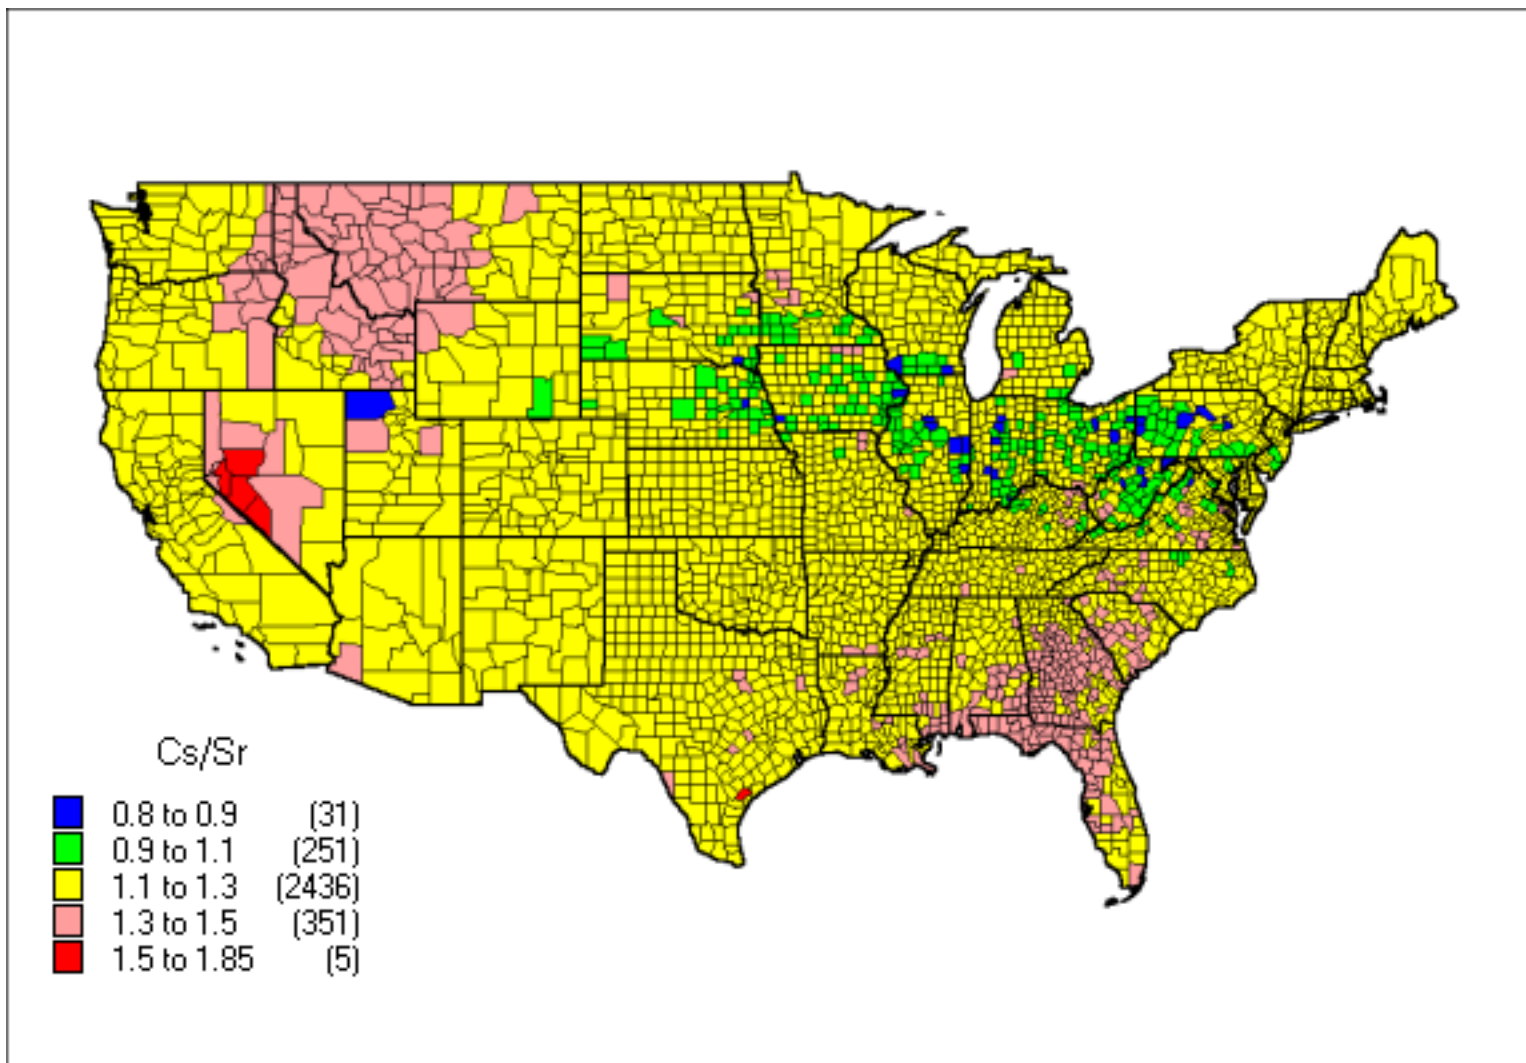 Cs/Sr
0.8 to 0.9 (31)
0.9 to 1.1 (251)
1.1 to 1.3 (2436)
1.3 to 1.5 (351)
1.5 to 1.85 (5)